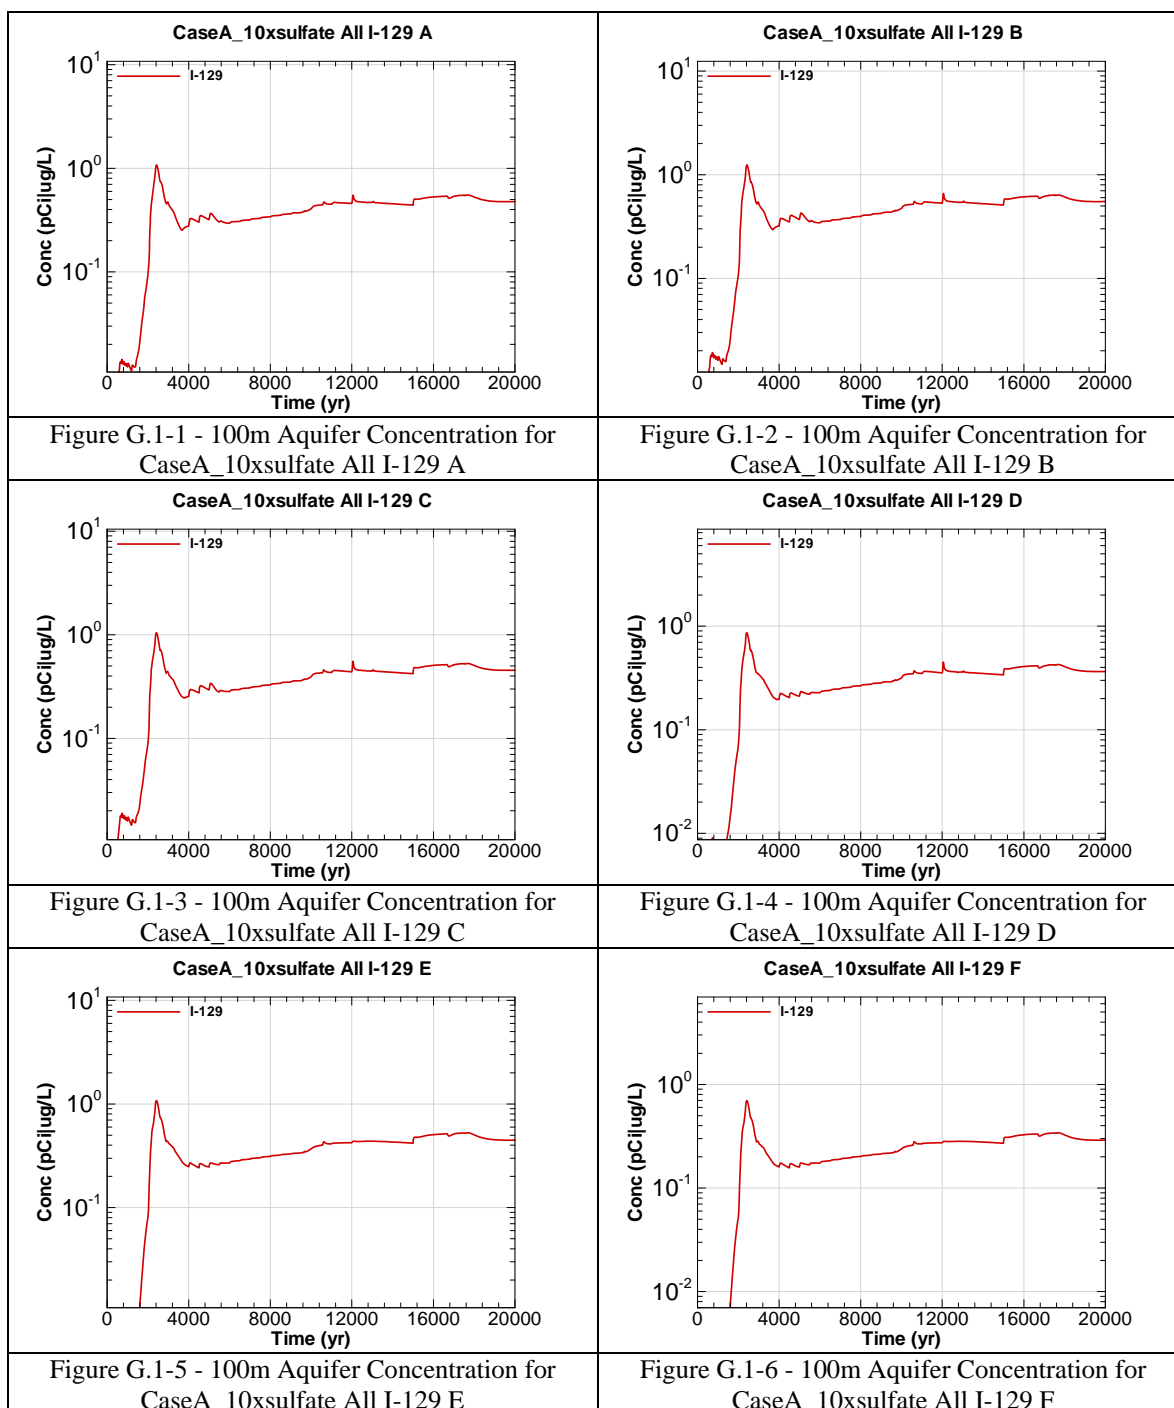 CaseA_10xsulfate All I-129 A
I-129
10^1
10^0
10^-1
Conc (pCi|ug/L)
0 4000 8000 12000 16000 20000
Time (yr)
Figure G.1-1 - 100m Aquifer Concentration for
CaseA_10xsulfate All I-129 A
CaseA_10xsulfate All I-129 B
I-129
10^1
10^0
10^-1
Conc (pCi|ug/L)
0 4000 8000 12000 16000 20000
Time (yr)
Figure G.1-2 - 100m Aquifer Concentration for
CaseA_10xsulfate All I-129 B
CaseA_10xsulfate All I-129 C
I-129
10^1
10^0
10^-1
Conc (pCi|ug/L)
0 4000 8000 12000 16000 20000
Time (yr)
Figure G.1-3 - 100m Aquifer Concentration for
CaseA_10xsulfate All I-129 C
CaseA_10xsulfate All I-129 D
I-129
10^0
10^-1
10^-2
Conc (pCi|ug/L)
0 4000 8000 12000 16000 20000
Time (yr)
Figure G.1-4 - 100m Aquifer Concentration for
CaseA_10xsulfate All I-129 D
CaseA_10xsulfate All I-129 E
I-129
10^1
10^0
10^-1
Conc (pCi|ug/L)
0 4000 8000 12000 16000 20000
Time (yr)
Figure G.1-5 - 100m Aquifer Concentration for
CaseA_10xsulfate All I-129 E
CaseA_10xsulfate All I-129 F
I-129
10^0
10^-1
10^-2
Conc (pCi|ug/L)
0 4000 8000 12000 16000 20000
Time (yr)
Figure G.1-6 - 100m Aquifer Concentration for
CaseA_10xsulfate All I-129 F